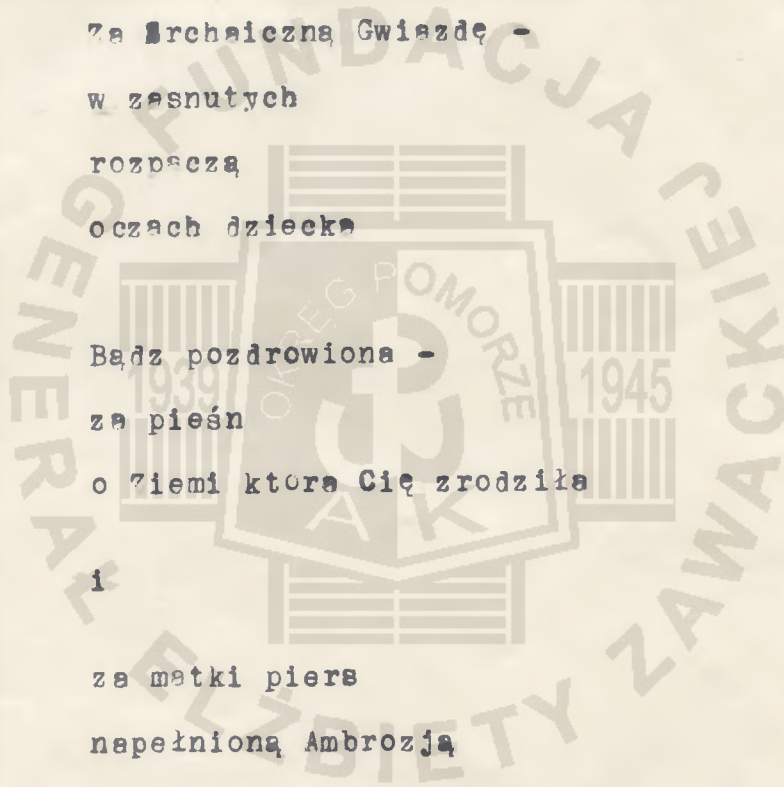 Za Archaiczną Gwiazdę -
w zasnutych
rozpaczą
oczach dziecka
Bądz pozdrowiona -
za pieśn
o Ziemi ktora Cię zrodziła
i
za matki piers
napełnioną Ambrozją
FUNDACJA GENERAŁ ELŻBIETY ZAWACKIEJ
OKRĘG POMORZE
1939
1945
AK